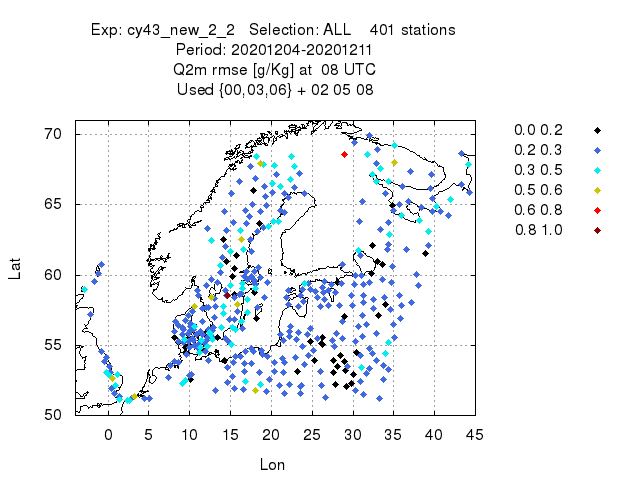 Exp: cy43_new_2_2 Selection: ALL 401 stations
Period: 20201204-20201211
Q2m rmse [g/Kg] at 08 UTC
Used {00,03,06} + 02 05 08
70
65
60
55
50
Lat
0 5 10 15 20 25 30 35 40 45
Lon
0.0 0.2
0.2 0.3
0.3 0.5
0.5 0.6
0.6 0.8
0.8 1.0